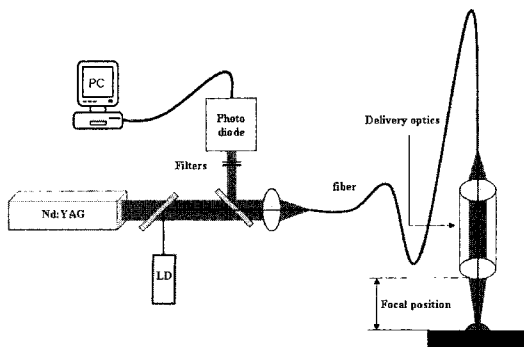 PC
Photo
diode
Delivery optics
Filters
fiber
Nd:YAG
LD
Focal position